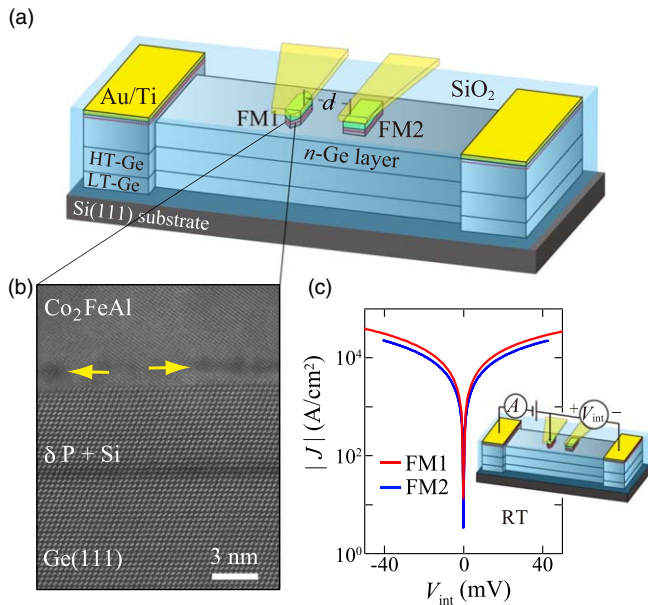 (a)
Au/Ti
SiO2
FM1
d
FM2
n-Ge layer
HT-Ge
LT-Ge
Si(111) substrate
(b)
Co2FeAl
δ P + Si
Ge(111)
3 nm
(c)
| J | (A/cm2)
10^4
10^2
10^0
A
+ Vint −
FM1
FM2
RT
-40 0 40
Vint (mV)